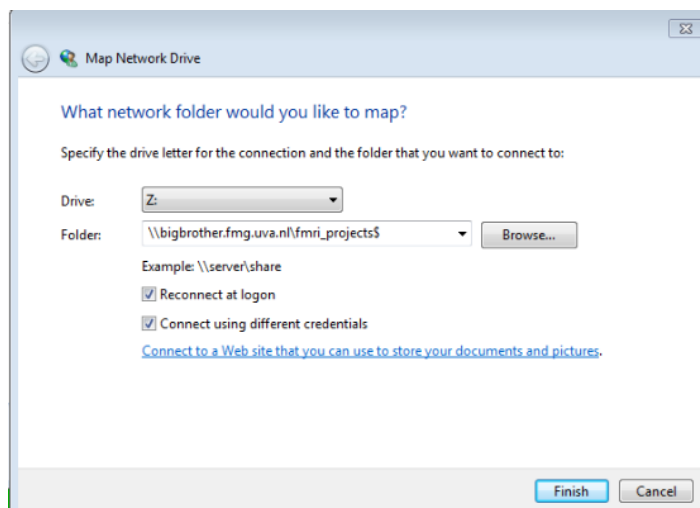 Map Network Drive
What network folder would you like to map?
Specify the drive letter for the connection and the folder that you want to connect to:
Drive: Z:
Folder: \\bigbrother.fmg.uva.nl\fmri_projects$ Browse...
Example: \\server\share
Reconnect at logon
Connect using different credentials
Connect to a Web site that you can use to store your documents and pictures.
Finish Cancel